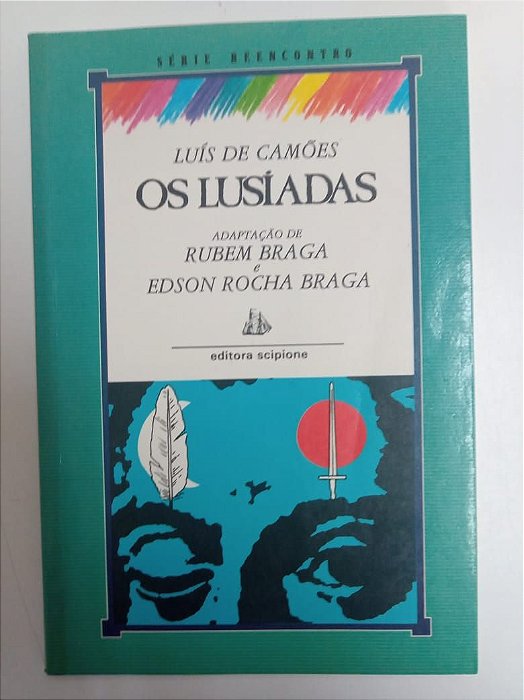 SÉRIE REENCONTRO
LUÍS DE CAMÕES
OS LUSÍADAS
ADAPTAÇÃO DE
RUBEM BRAGA
e
EDSON ROCHA BRAGA
editora scipione